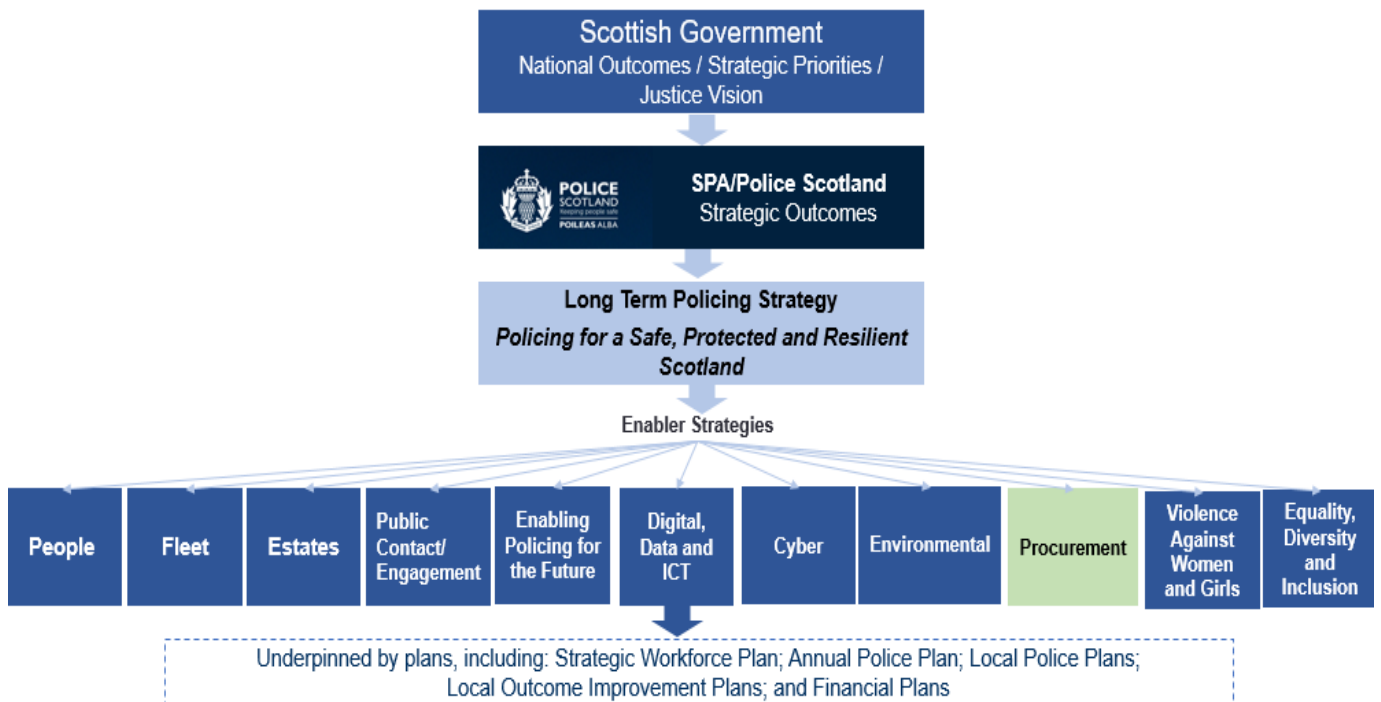 Scottish Government
National Outcomes / Strategic Priorities /
Justice Vision
POLICE
SCOTLAND
Keeping people safe
POILEAS ALBA
SPA/Police Scotland
Strategic Outcomes
Long Term Policing Strategy
Policing for a Safe, Protected and Resilient
Scotland
Enabler Strategies
People
Fleet
Estates
Public
Contact/
Engagement
Enabling
Policing for
the Future
Digital,
Data and
ICT
Cyber
Environmental
Procurement
Violence
Against
Women
and Girls
Equality,
Diversity
and
Inclusion
Underpinned by plans, including: Strategic Workforce Plan; Annual Police Plan; Local Police Plans;
Local Outcome Improvement Plans; and Financial Plans